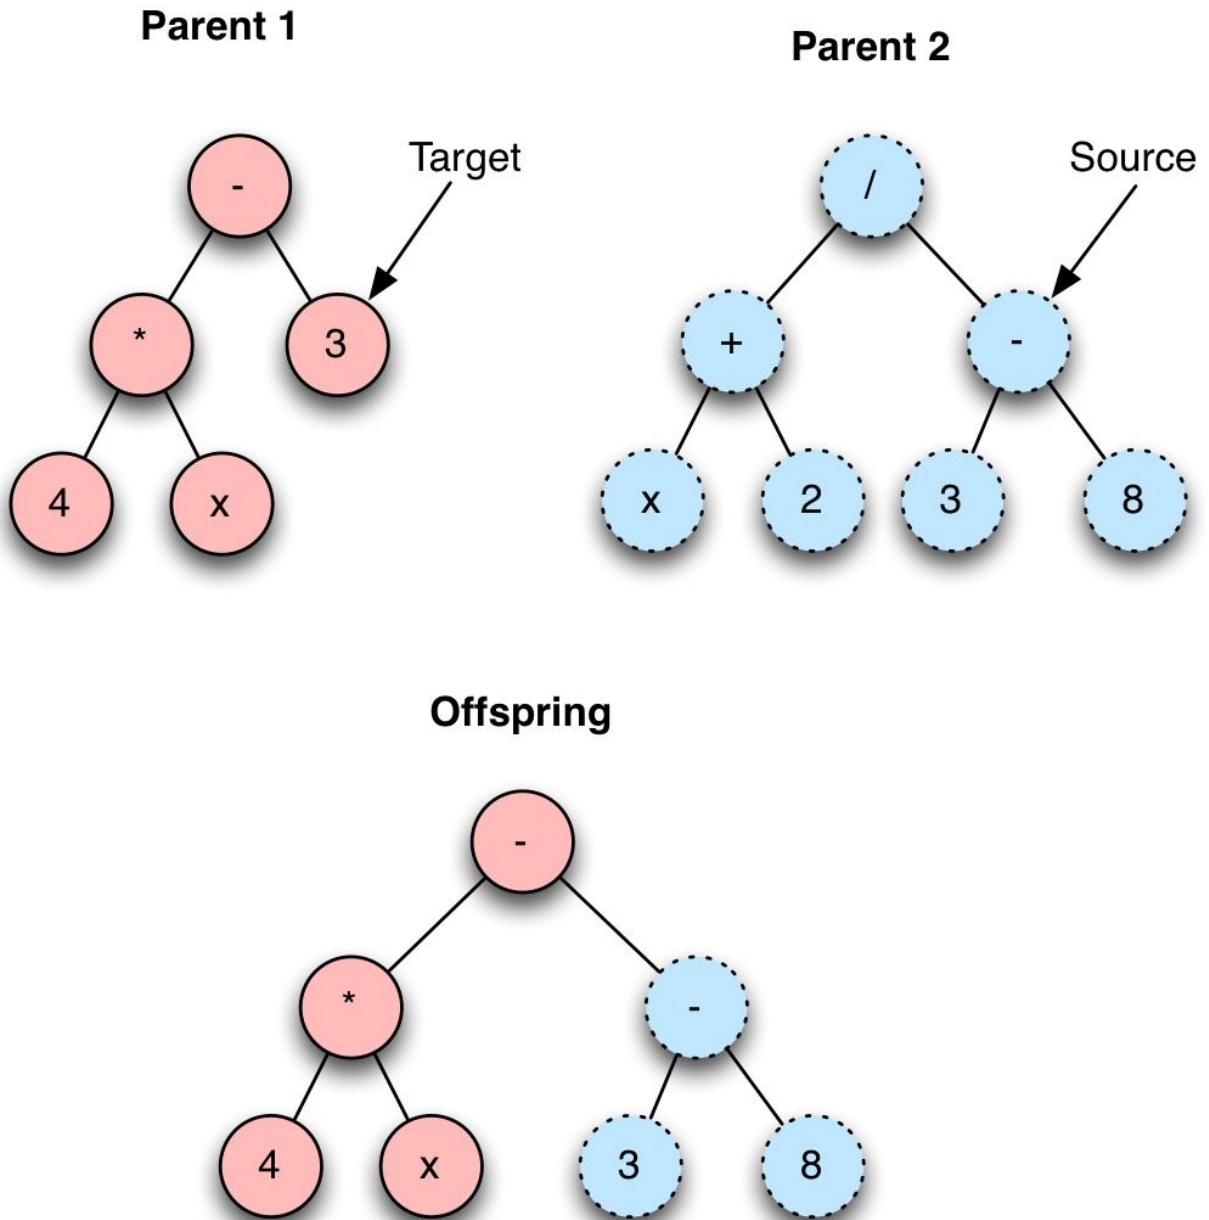 Parent 1
Parent 2
Target
Source
-
/
*
3
+
-
4
x
x
2
3
8
Offspring
-
*
-
4
x
3
8